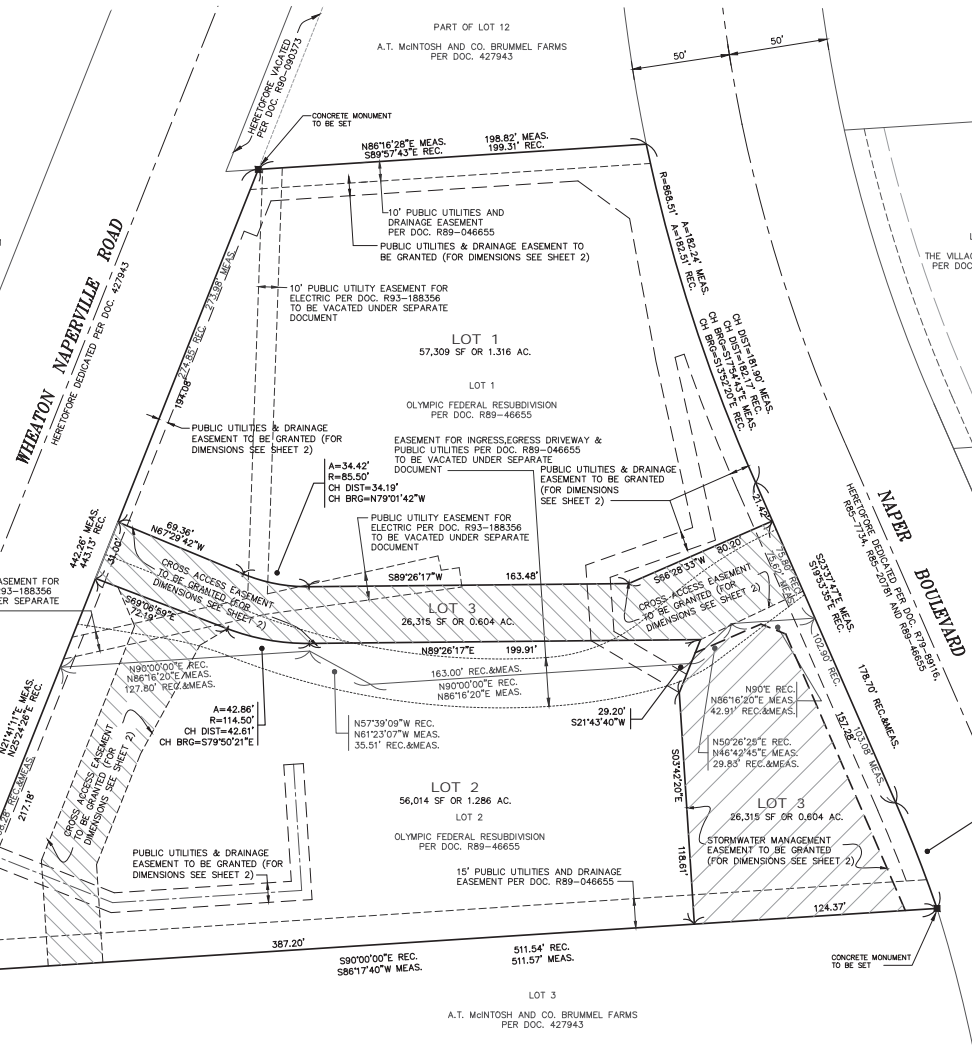 PART OF LOT 12
A.T. McINTOSH AND CO. BRUMMEL FARMS
PER DOC. 427943
50'
50'
HERETOFORE VACATED
PER DOC. R90-090373
CONCRETE MONUMENT
TO BE SET
N86°16'28"E MEAS.
S89°57'43"E REC.
198.82' MEAS.
199.31' REC.
WHEATON NAPERVILLE ROAD
HERETOFORE DEDICATED PER DOC. 427943
10' PUBLIC UTILITIES AND
DRAINAGE EASEMENT
PER DOC. R89-046655
PUBLIC UTILITIES & DRAINAGE EASEMENT TO
BE GRANTED (FOR DIMENSIONS SEE SHEET 2)
R=868.51'
A=182.24' MEAS.
A=182.51' REC.
THE VILLAG
PER DOC
10' PUBLIC UTILITY EASEMENT FOR
ELECTRIC PER DOC. R93-188356
TO BE VACATED UNDER SEPARATE
DOCUMENT
274.85' REC.
273.98' MEAS.
194.08'
LOT 1
57,309 SF OR 1.316 AC.
LOT 1
OLYMPIC FEDERAL RESUBDIVISION
PER DOC. R89-46655
CH DIST=181.90' MEAS.
CH DIST=182.17' REC.
CH BRG=S17°54'43"E MEAS.
CH BRG=S13°52'20"E REC.
PUBLIC UTILITIES & DRAINAGE
EASEMENT TO BE GRANTED (FOR
DIMENSIONS SEE SHEET 2)
EASEMENT FOR INGRESS,EGRESS DRIVEWAY &
PUBLIC UTILITIES PER DOC. R89-046655
TO BE VACATED UNDER SEPARATE
DOCUMENT
PUBLIC UTILITIES & DRAINAGE
EASEMENT TO BE GRANTED
(FOR DIMENSIONS
SEE SHEET 2)
A=34.42'
R=85.50'
CH DIST=34.19'
CH BRG=N79°01'42"W
PUBLIC UTILITY EASEMENT FOR
ELECTRIC PER DOC. R93-188356
TO BE VACATED UNDER SEPARATE
DOCUMENT
21.42'
NAPER BOULEVARD
HERETOFORE DEDICATED PER DOC. R79-89116,
R85-7734, R85-20781 AND R89-46655
442.26' MEAS.
443.13' REC.
31.00'
69.36'
N67°29'42"W
CROSS ACCESS EASEMENT
TO BE GRANTED (FOR
DIMENSIONS SEE SHEET 2)
S89°26'17"W
163.48'
S66°28'33"W
80.20'
CROSS ACCESS EASEMENT
TO BE GRANTED (FOR
DIMENSIONS SEE SHEET 2)
S23°37'47"E MEAS.
S19°53'35"E REC.
ASEMENT FOR
R93-188356
ER SEPARATE
S69°06'59"E
72.19'
LOT 3
26,315 SF OR 0.604 AC.
N89°26'17"E
199.91'
N90°00'00"E REC.
N86°16'20"E MEAS.
127.80' REC.&MEAS.
163.00' REC.&MEAS.
N90°00'00"E REC.
N86°16'20"E MEAS.
102.90' REC.
103.08' MEAS.
178.70' REC.&MEAS.
157.28'
N21°41'11"E MEAS.
N25°24'26"E REC.
217.18'
A=42.86'
R=114.50'
CH DIST=42.61'
CH BRG=S79°50'21"E
N57°39'09"W REC.
N61°23'07"W MEAS.
35.51' REC.&MEAS.
29.20'
S21°43'40"W
N90°E REC.
N86°16'20"E MEAS.
42.91' REC.&MEAS.
N50°26'25"E REC.
N46°42'45"E MEAS.
29.83' REC.&MEAS.
CROSS ACCESS EASEMENT
TO BE GRANTED (FOR
DIMENSIONS SEE SHEET 2)
S03°42'20"E
118.61'
LOT 2
56,014 SF OR 1.286 AC.
LOT 2
OLYMPIC FEDERAL RESUBDIVISION
PER DOC. R89-46655
LOT 3
26,315 SF OR 0.604 AC.
STORMWATER MANAGEMENT
EASEMENT TO BE GRANTED
(FOR DIMENSIONS SEE SHEET 2)
PUBLIC UTILITIES & DRAINAGE
EASEMENT TO BE GRANTED (FOR
DIMENSIONS SEE SHEET 2)
15' PUBLIC UTILITIES AND DRAINAGE
EASEMENT PER DOC. R89-046655
124.37'
387.20'
S90°00'00"E REC.
S86°17'40"W MEAS.
511.54' REC.
511.57' MEAS.
CONCRETE MONUMENT
TO BE SET
LOT 3
A.T. McINTOSH AND CO. BRUMMEL FARMS
PER DOC. 427943